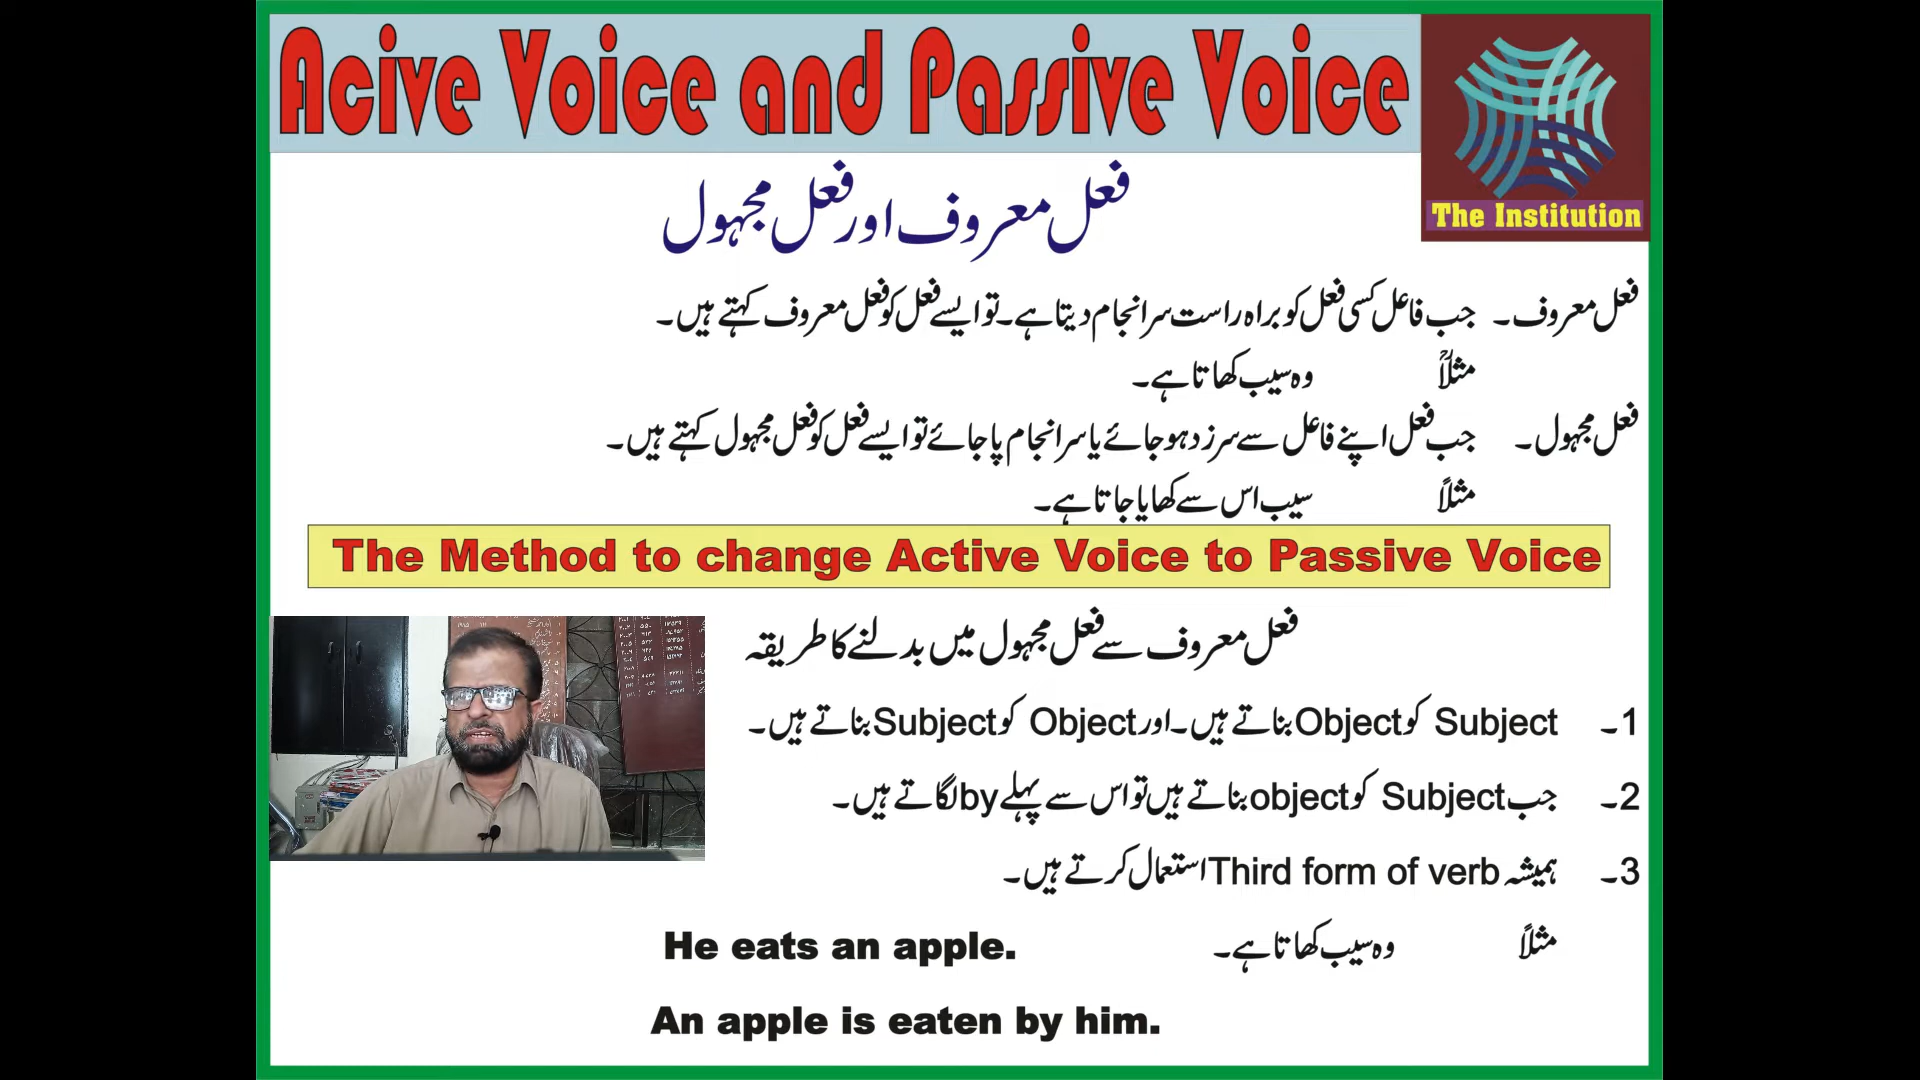 Acive Voice and Passive Voice
The Institution
فعل معروف اور فعل مجہول
فعل معروف۔ جب فاعل کسی فعل کو براہ راست سرانجام دیتا ہے۔ تو ایسے فعل کو فعل معروف کہتے ہیں۔
مثلاً وہ سیب کھاتا ہے۔
فعل مجہول۔ جب فعل اپنے فاعل سے سرزد ہو جائے یا سرانجام پا جائے تو ایسے فعل کو فعل مجہول کہتے ہیں۔
مثلاً سیب اس سے کھایا جاتا ہے۔
The Method to change Active Voice to Passive Voice
فعل معروف سے فعل مجہول میں بدلنے کا طریقہ
1۔ Subject کو Object بناتے ہیں۔ اور Object کو Subject بناتے ہیں۔
2۔ جب Subject کو object بناتے ہیں تو اس سے پہلے by لگاتے ہیں۔
3۔ ہمیشہ Third form of verb استعمال کرتے ہیں۔
مثلاً وہ سیب کھاتا ہے۔ He eats an apple.
An apple is eaten by him.